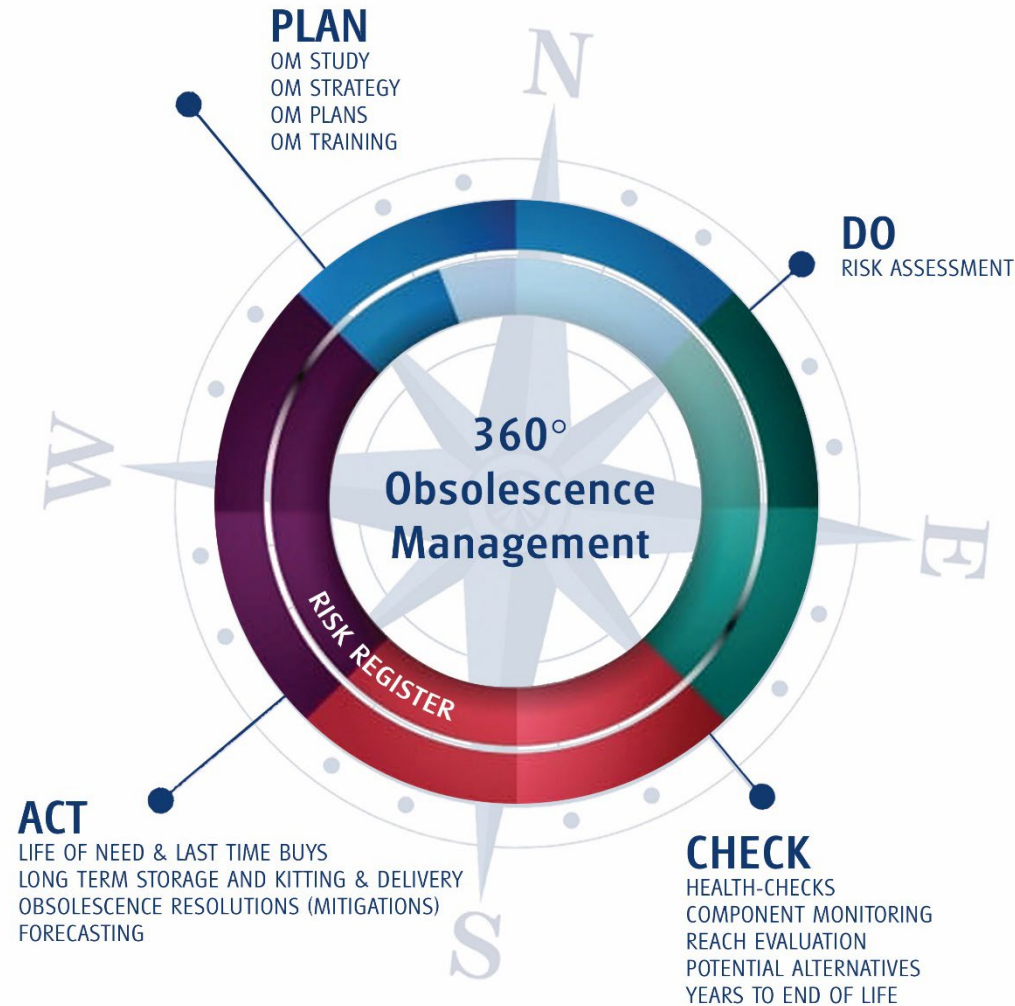 PLAN
OM STUDY
OM STRATEGY
OM PLANS
OM TRAINING
N
DO
RISK ASSESSMENT
360°
Obsolescence
Management
W
E
RISK REGISTER
ACT
LIFE OF NEED & LAST TIME BUYS
LONG TERM STORAGE AND KITTING & DELIVERY
OBSOLESCENCE RESOLUTIONS (MITIGATIONS)
FORECASTING
S
CHECK
HEALTH-CHECKS
COMPONENT MONITORING
REACH EVALUATION
POTENTIAL ALTERNATIVES
YEARS TO END OF LIFE